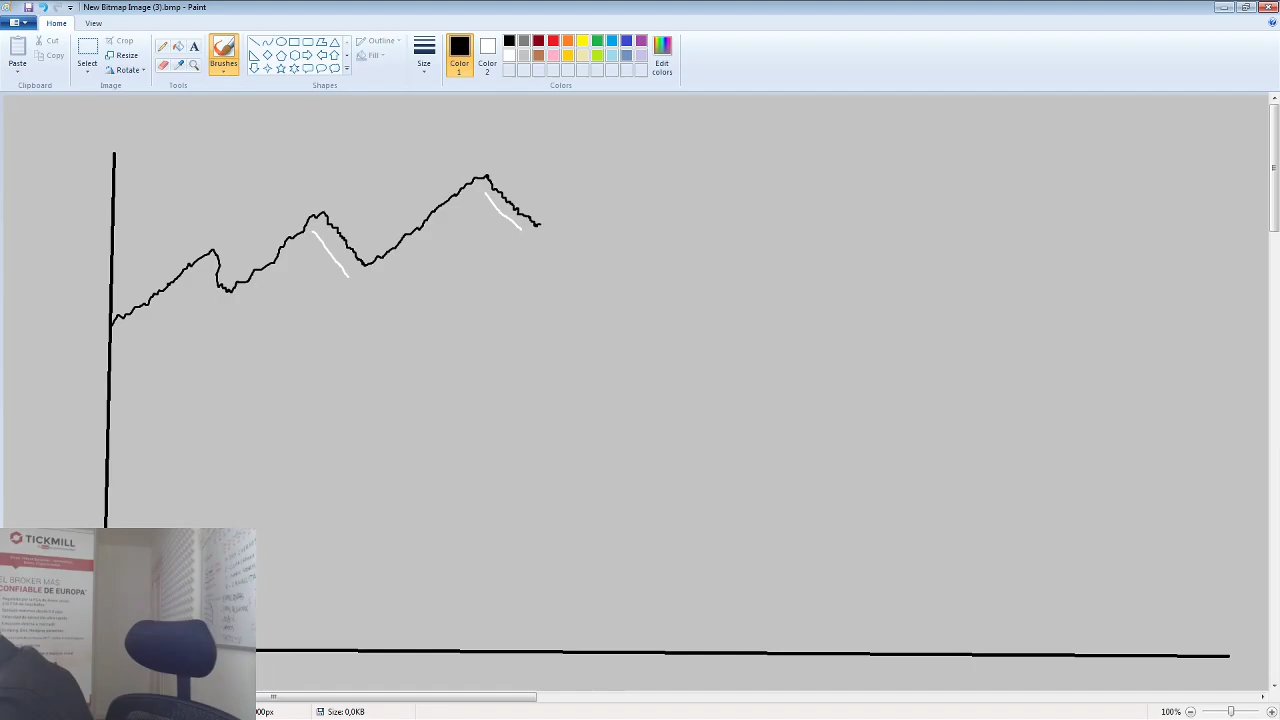 New Bitmap Image (3).bmp - Paint
Home
View
Paste
Cut
Copy
Clipboard
Select
Crop
Resize
Rotate
Image
A
Tools
Brushes
Shapes
Outline
Fill
Size
Color 1
Color 2
Edit colors
Colors
TICKMILL
EL BROKER MAS
CONFIABLE DE EUROPA
00px
Size: 0,0KB
100%